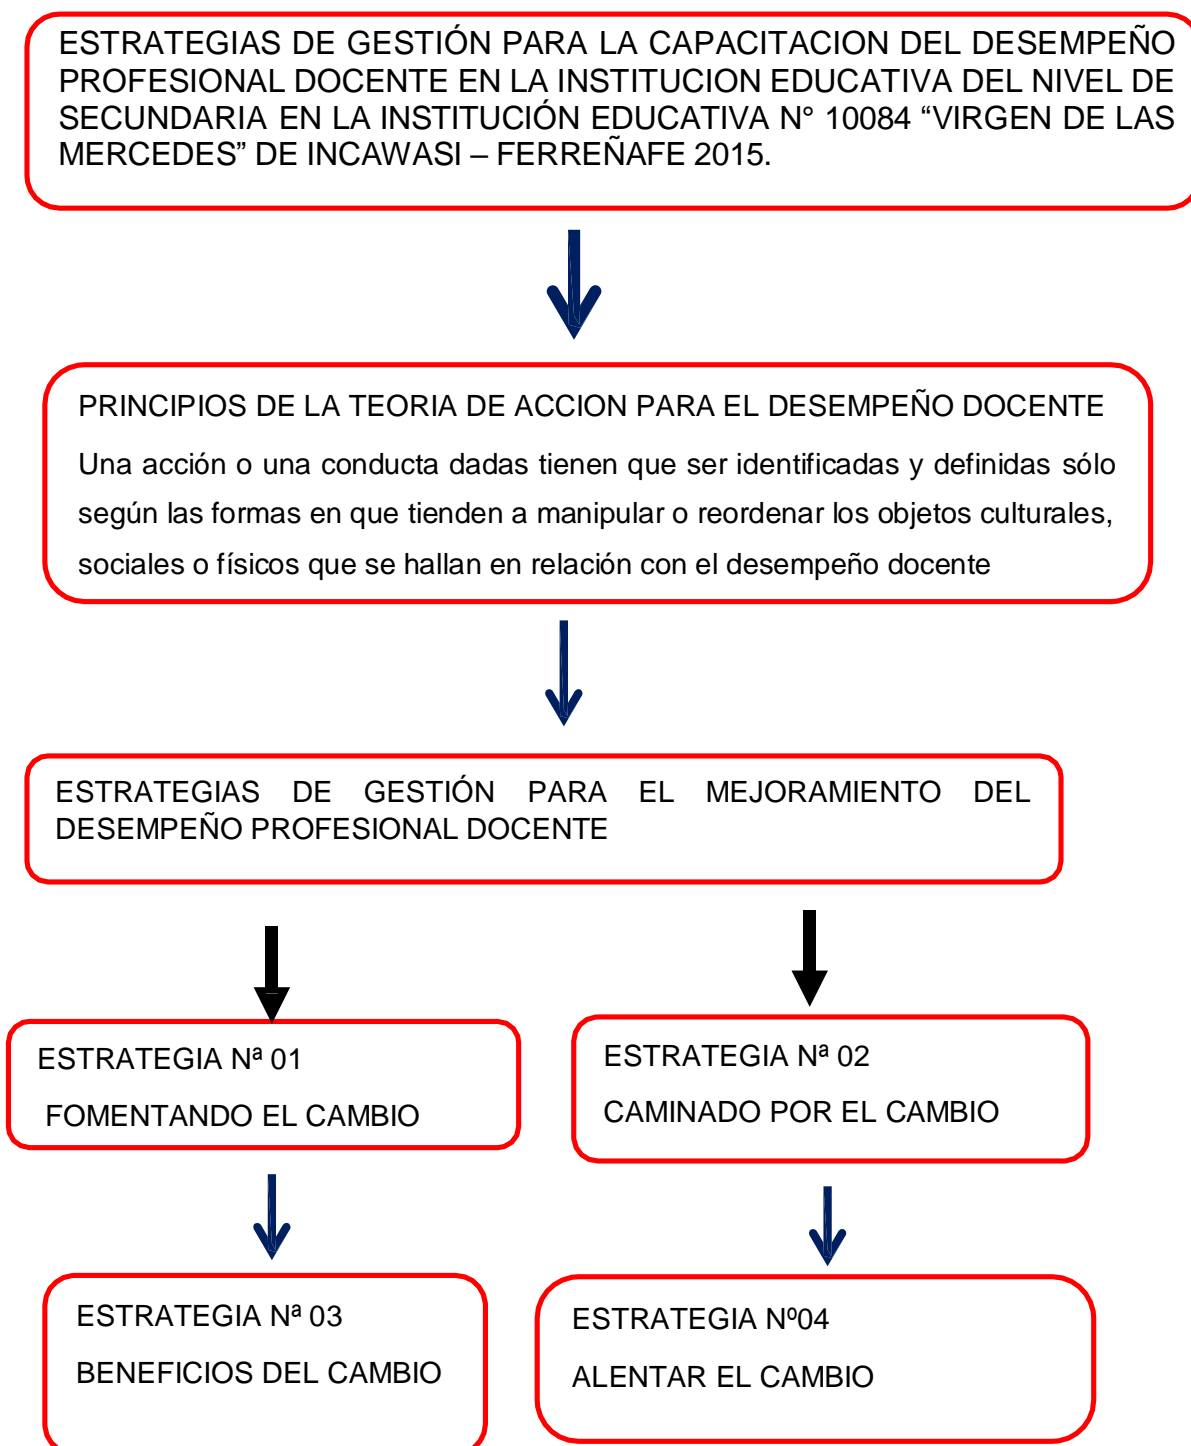 ESTRATEGIAS DE GESTIÓN PARA LA CAPACITACION DEL DESEMPEÑO
PROFESIONAL DOCENTE EN LA INSTITUCION EDUCATIVA DEL NIVEL DE
SECUNDARIA EN LA INSTITUCIÓN EDUCATIVA N° 10084 “VIRGEN DE LAS
MERCEDES” DE INCAWASI – FERREÑAFE 2015.
PRINCIPIOS DE LA TEORIA DE ACCION PARA EL DESEMPEÑO DOCENTE
Una acción o una conducta dadas tienen que ser identificadas y definidas sólo
según las formas en que tienden a manipular o reordenar los objetos culturales,
sociales o físicos que se hallan en relación con el desempeño docente
ESTRATEGIAS DE GESTIÓN PARA EL MEJORAMIENTO DEL
DESEMPEÑO PROFESIONAL DOCENTE
ESTRATEGIA Nª 01
FOMENTANDO EL CAMBIO
ESTRATEGIA Nª 02
CAMINADO POR EL CAMBIO
ESTRATEGIA Nª 03
BENEFICIOS DEL CAMBIO
ESTRATEGIA Nº04
ALENTAR EL CAMBIO